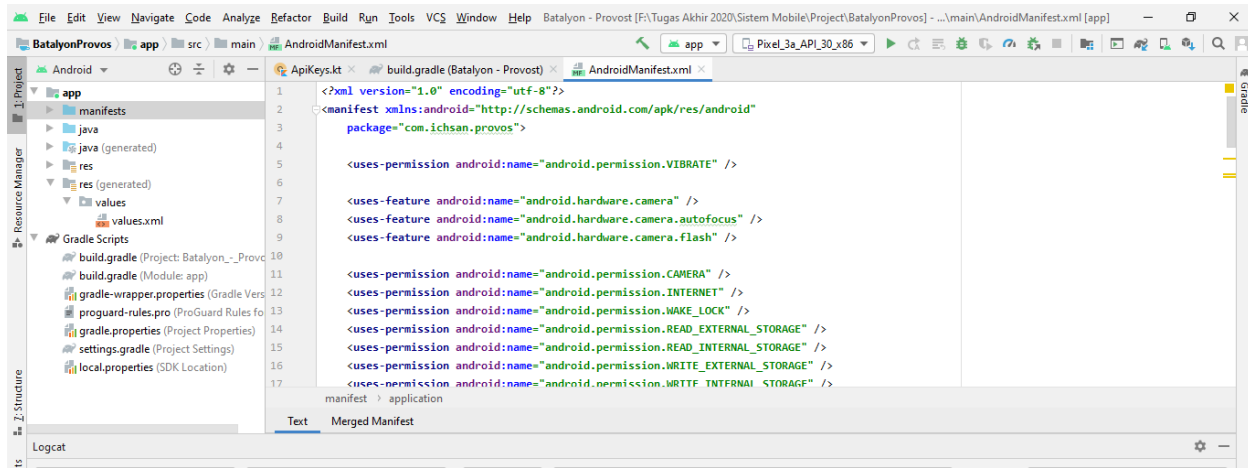 File Edit View Navigate Code Analyze Refactor Build Run Tools VCS Window Help Batalyon - Provost [F:\Tugas Akhir 2020\Sistem Mobile\Project\BatalyonProvos] - ...\main\AndroidManifest.xml [app]
BatalyonProvos app src main AndroidManifest.xml app Pixel_3a_API_30_x86
Android ApiKeys.kt build.gradle (Batalyon - Provost) AndroidManifest.xml
1: Project
Resource Manager
7: Structure
Gradle
app
manifests
java
java (generated)
res
res (generated)
values
values.xml
Gradle Scripts
build.gradle (Project: Batalyon_-_Provo
build.gradle (Module: app)
gradle-wrapper.properties (Gradle Vers
proguard-rules.pro (ProGuard Rules fo
gradle.properties (Project Properties)
settings.gradle (Project Settings)
local.properties (SDK Location)
1 <?xml version="1.0" encoding="utf-8"?>
2 <manifest xmlns:android="http://schemas.android.com/apk/res/android"
3 package="com.ichsan.provos">
4
5 <uses-permission android:name="android.permission.VIBRATE" />
6
7 <uses-feature android:name="android.hardware.camera" />
8 <uses-feature android:name="android.hardware.camera.autofocus" />
9 <uses-feature android:name="android.hardware.camera.flash" />
10
11 <uses-permission android:name="android.permission.CAMERA" />
12 <uses-permission android:name="android.permission.INTERNET" />
13 <uses-permission android:name="android.permission.WAKE_LOCK" />
14 <uses-permission android:name="android.permission.READ_EXTERNAL_STORAGE" />
15 <uses-permission android:name="android.permission.READ_INTERNAL_STORAGE" />
16 <uses-permission android:name="android.permission.WRITE_EXTERNAL_STORAGE" />
17 <uses-permission android:name="android.permission.WRITE_INTERNAL_STORAGE" />
manifest › application
Text Merged Manifest
Logcat